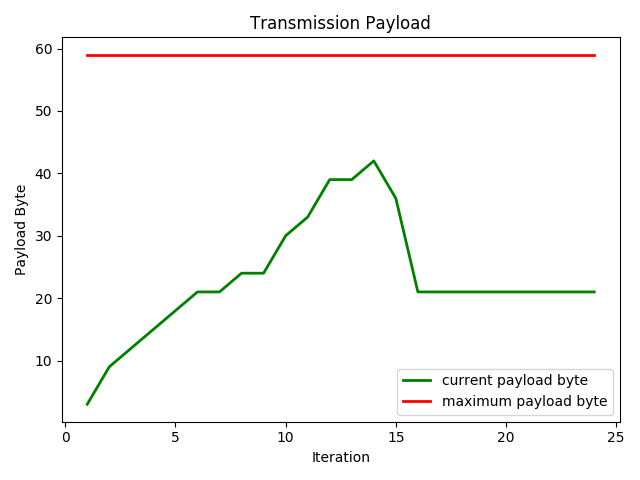 Transmission Payload
60
50
40
30
20
10
Payload Byte
0
5
10
15
20
25
Iteration
current payload byte
maximum payload byte